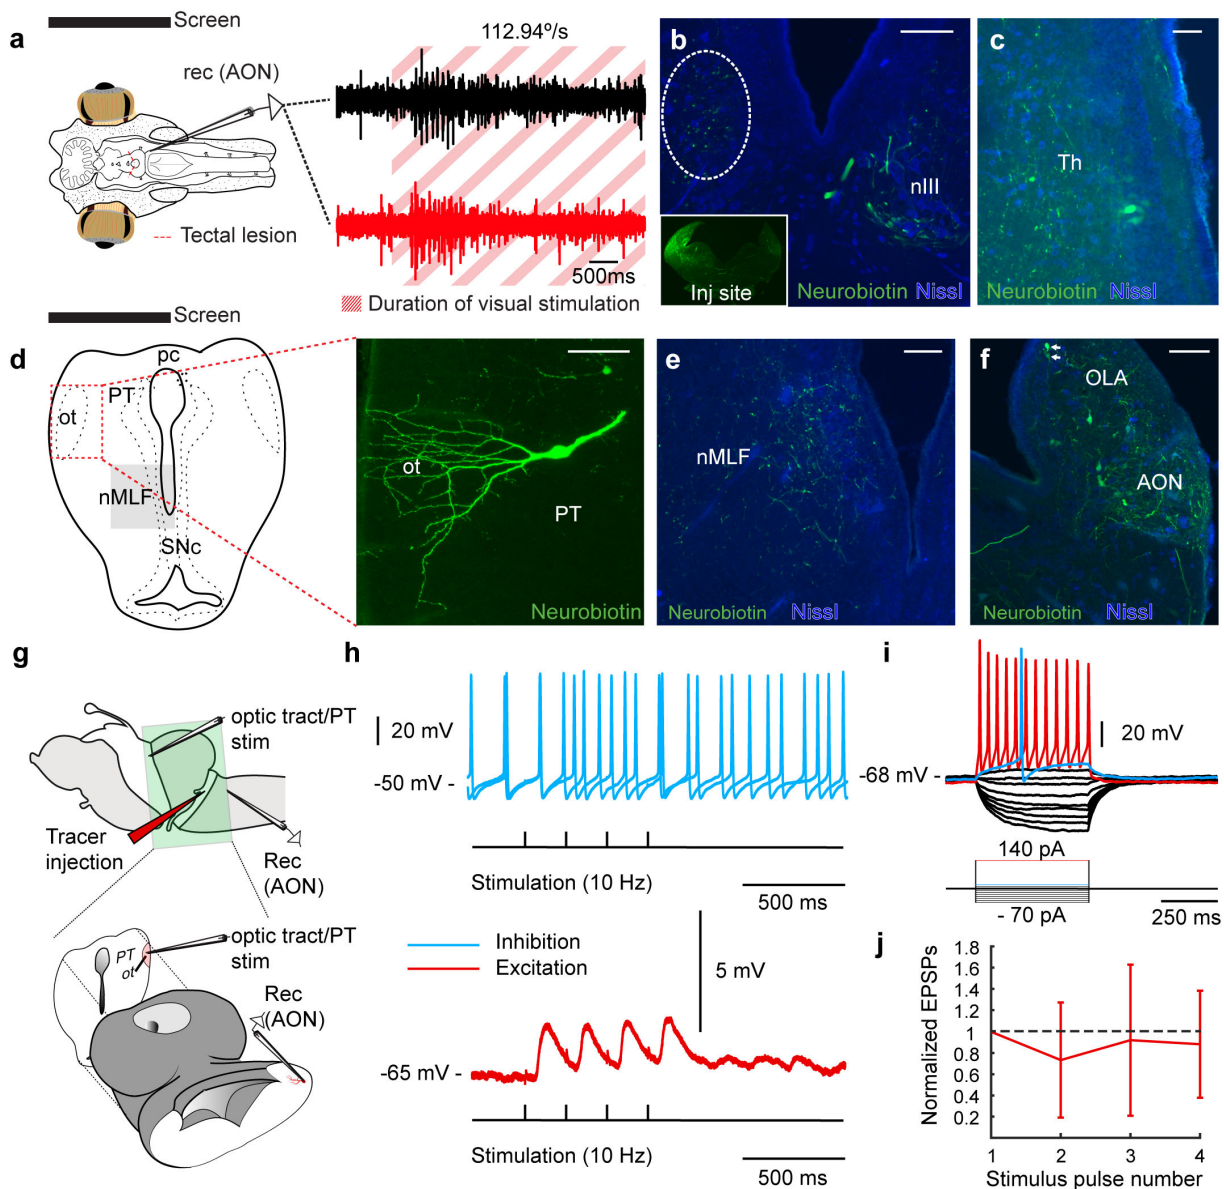 a
Screen
rec (AON)
Tectal lesion
112.94º/s
500ms
Duration of visual stimulation
b
nIII
Inj site
Neurobiotin Nissl
c
Th
Neurobiotin Nissl
d
Screen
pc
PT
ot
nMLF
SNc
ot
PT
Neurobiotin
e
nMLF
Neurobiotin Nissl
f
OLA
AON
Neurobiotin Nissl
g
optic tract/PT
stim
Tracer
injection
Rec
(AON)
PT
ot
optic tract/PT
stim
Rec
(AON)
h
20 mV
-50 mV -
Stimulation (10 Hz)
500 ms
Inhibition
Excitation
5 mV
-65 mV -
Stimulation (10 Hz)
500 ms
i
20 mV
-68 mV -
140 pA
- 70 pA
250 ms
j
Normalized EPSPs
1.8
1.6
1.4
1.2
1
0.8
0.6
0.4
0.2
1 2 3 4
Stimulus pulse number